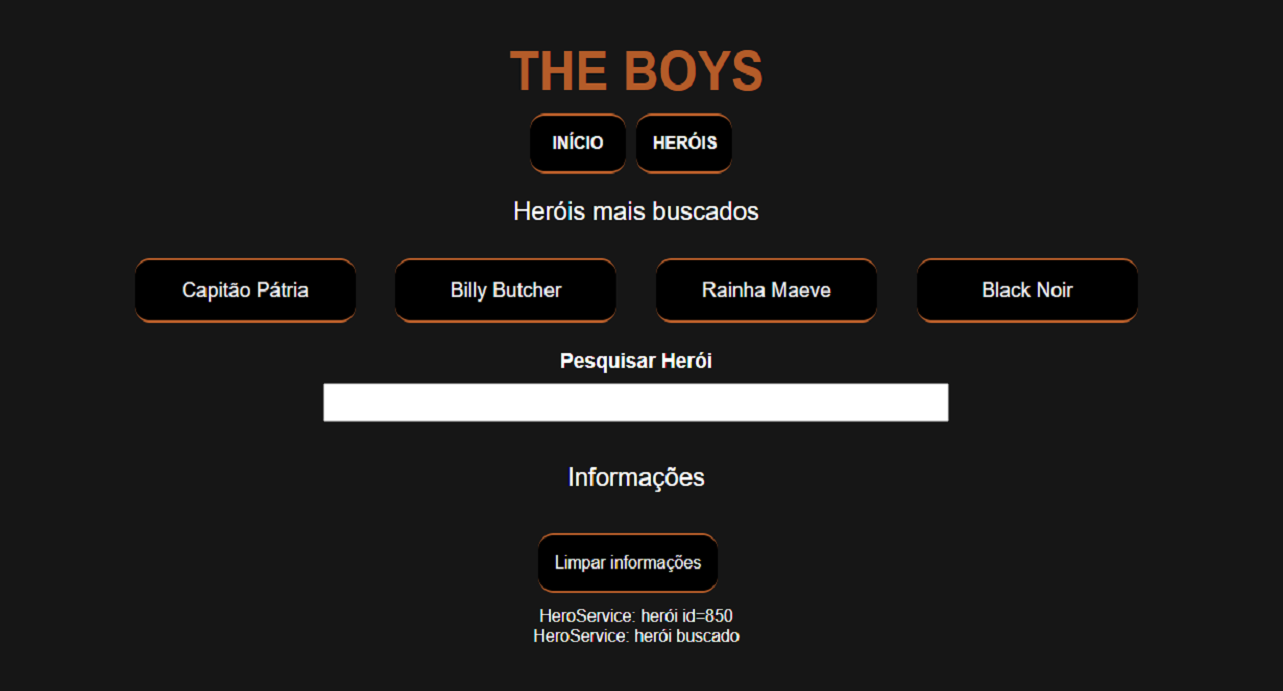 THE BOYS
INÍCIO HERÓIS
Heróis mais buscados
Capitão Pátria Billy Butcher Rainha Maeve Black Noir
Pesquisar Herói
Informações
Limpar informações
HeroService: herói id=850
HeroService: herói buscado